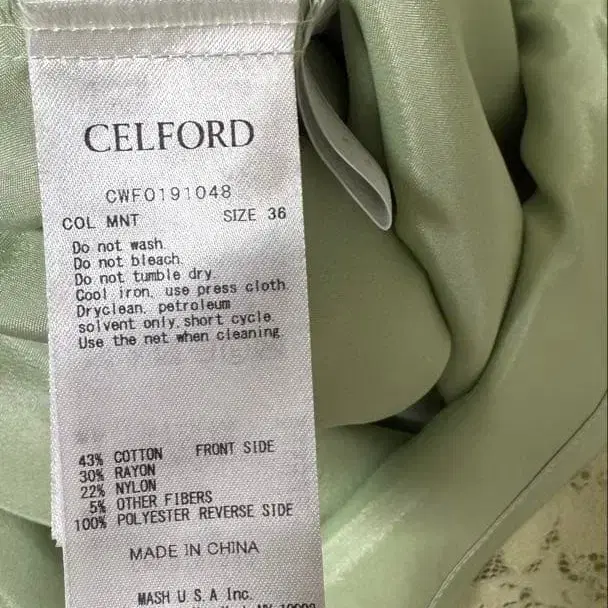 CELFORD
CWFO191048
COL MNT SIZE 36
Do not wash.
Do not bleach.
Do not tumble dry.
Cool iron, use press cloth.
Dryclean, petroleum
solvent only, short cycle.
Use the net when cleaning.
43% COTTON FRONT SIDE
30% RAYON
22% NYLON
5% OTHER FIBERS
100% POLYESTER REVERSE SIDE
MADE IN CHINA
MASH U.S.A Inc.